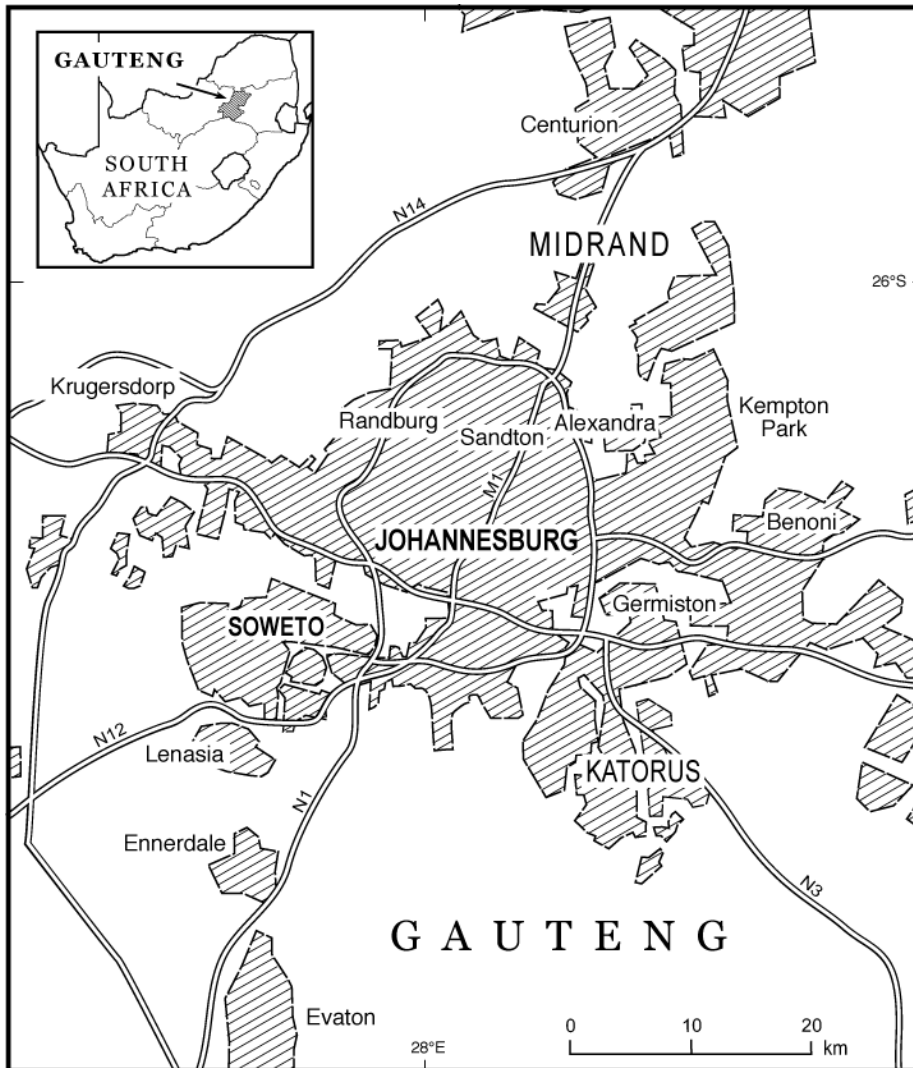 GAUTENG
SOUTH
AFRICA
Centurion
N14
MIDRAND
26°S
Krugersdorp
Randburg
Sandton
Alexandra
Kempton
Park
M1
JOHANNESBURG
Benoni
Germiston
SOWETO
N12
Lenasia
KATORUS
N1
Ennerdale
N3
GAUTENG
Evaton
28°E
0 10 20
km